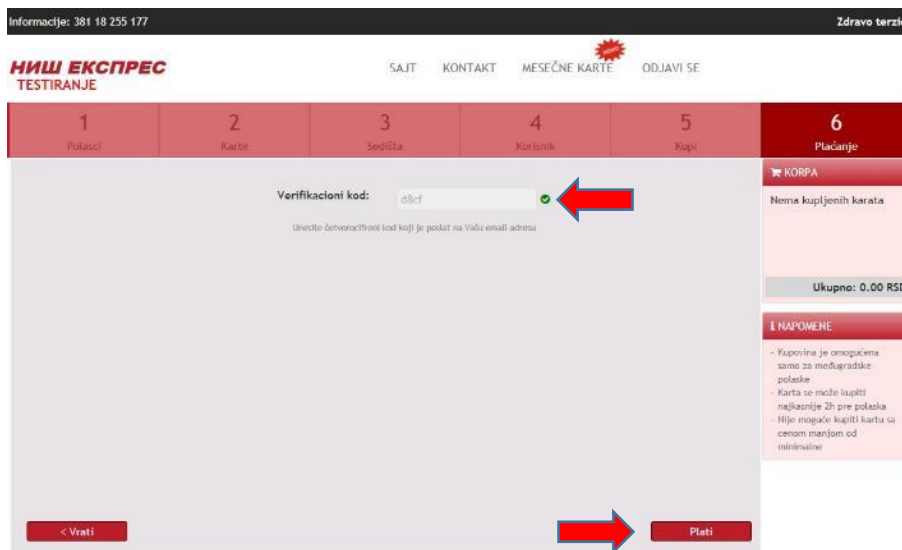 Informacije: 381 18 255 177
Zdravo terzić
НИШ ЕКСПРЕС
TESTIRANJE
SAJT KONTAKT MESEČNE KARTE ODJAVI SE
NOVO
1 2 3 4 5 6
Polasci Karte Sedišta Korisnik Kupi Plaćanje
Verifikacioni kod: d8cf
Unesite četvorocifreni kod koji je poslat na Vašu email adresu
< Vrati
Plati
KORPA
Nema kupljenih karata
Ukupno: 0.00 RSD
NAPOMENE
- Kupovina je omogućena
samo za međugradske
polaske
- Karta se može kupiti
najkasnije 2h pre polaska
- Nije moguće kupiti kartu sa
cenom manjom od
minimalne